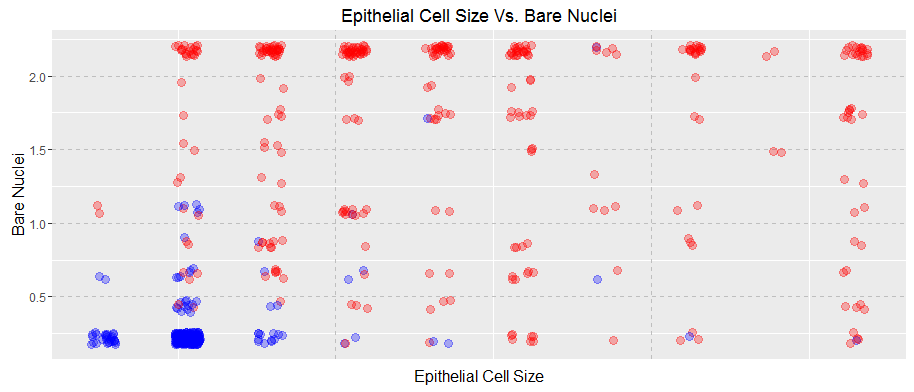 Epithelial Cell Size Vs. Bare Nuclei
Bare Nuclei
2.0
1.5
1.0
0.5
Epithelial Cell Size